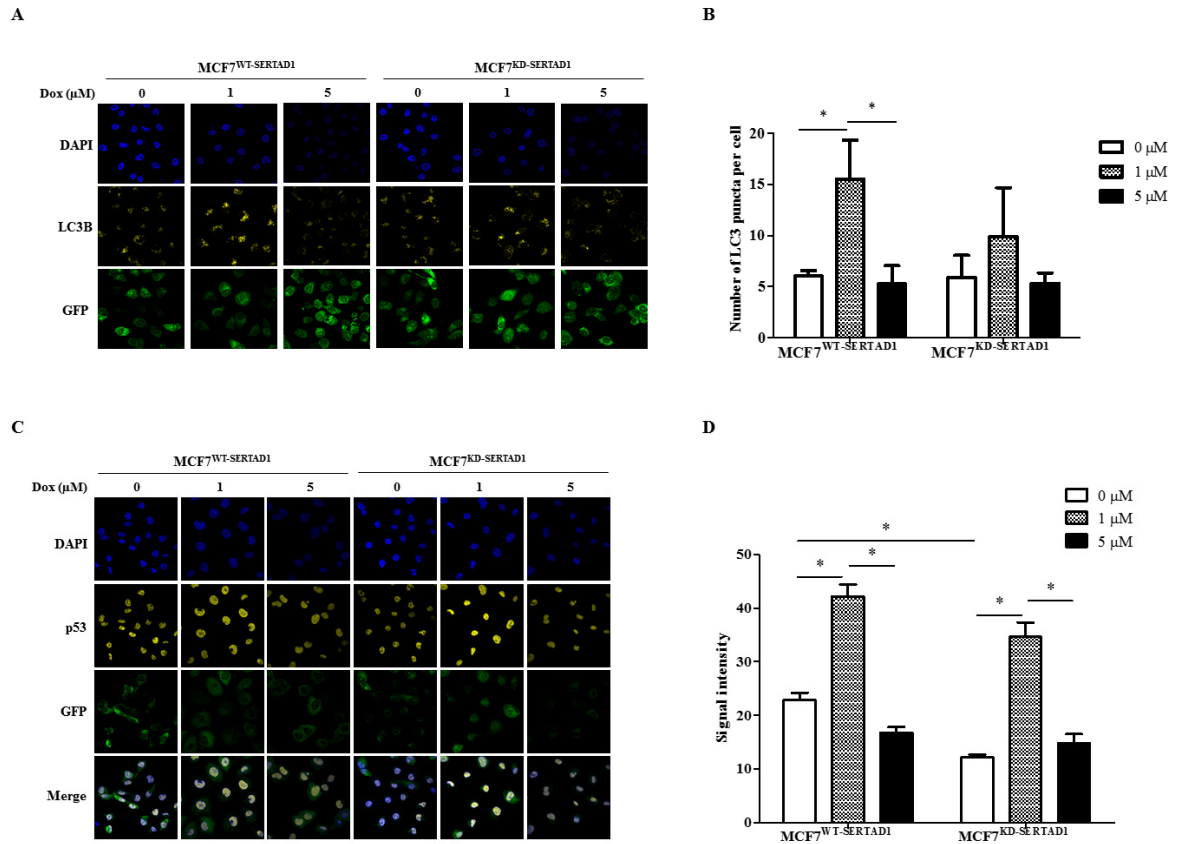 A
MCF7WT-SERTAD1 MCF7KD-SERTAD1
Dox (μM) 0 1 5 0 1 5
DAPI
LC3B
GFP
B
* *
20
15
10
5
0
Number of LC3 puncta per cell
MCF7WT-SERTAD1 MCF7KD-SERTAD1
0 μM
1 μM
5 μM
C
MCF7WT-SERTAD1 MCF7KD-SERTAD1
Dox (μM) 0 1 5 0 1 5
DAPI
p53
GFP
Merge
D
0 μM
1 μM
5 μM
*
* *
* *
50
40
30
20
10
0
Signal intensity
MCF7WT-SERTAD1 MCF7KD-SERTAD1